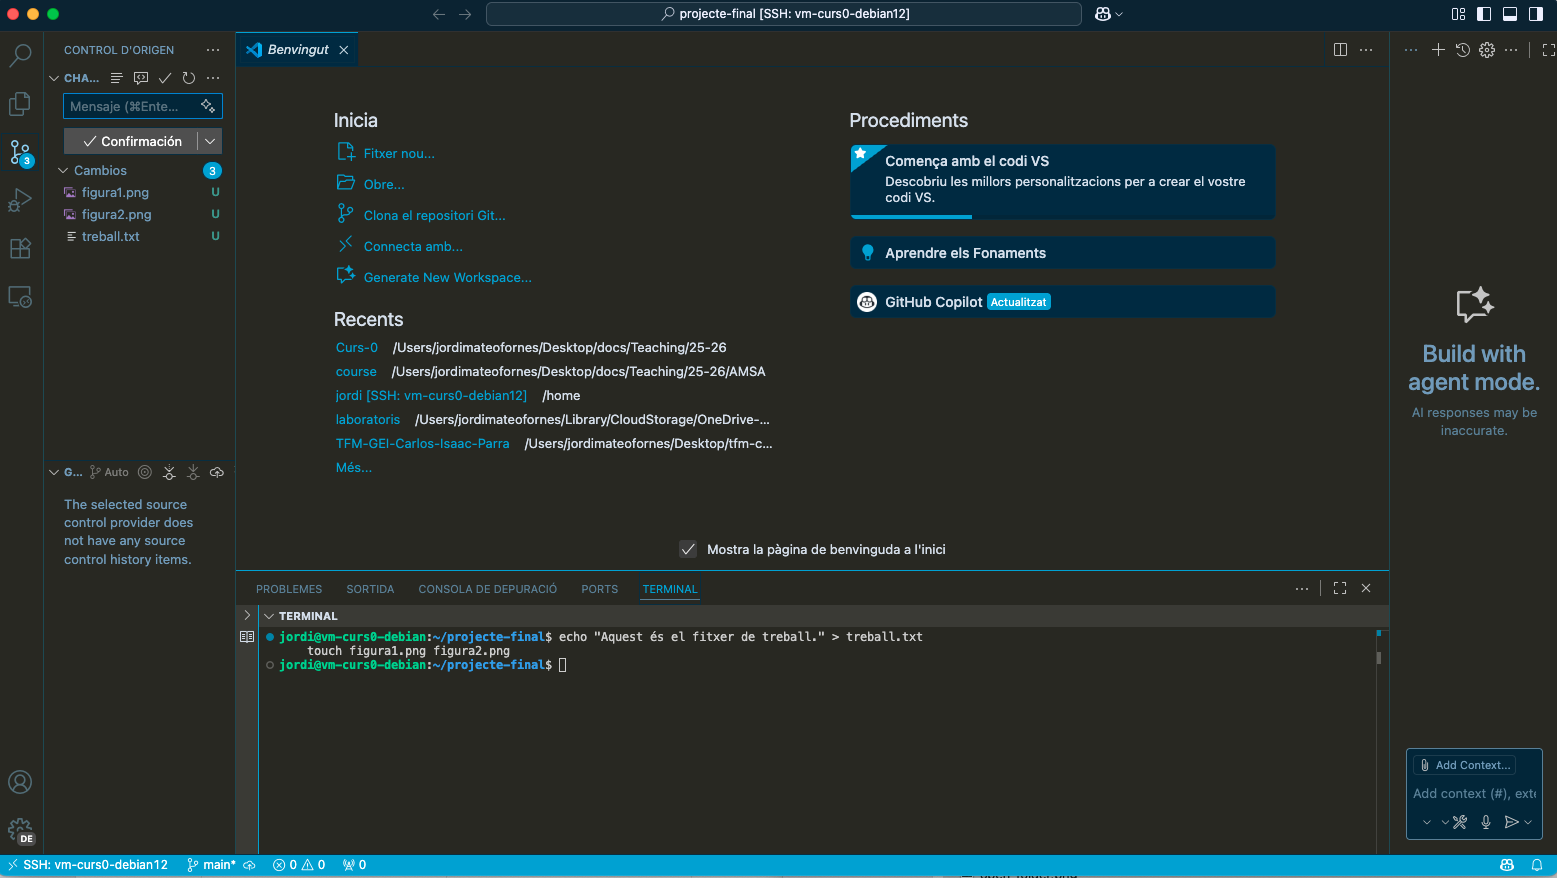 projecte-final [SSH: vm-curs0-debian12]
CONTROL D'ORIGEN
CHA...
Mensaje (⌘Ente...
Confirmación
Cambios 3
figura1.png U
figura2.png U
treball.txt U
3
G... Auto
The selected source
control provider does
not have any source
control history items.
DE
Benvingut
Inicia
Fitxer nou...
Obre...
Clona el repositori Git...
Connecta amb...
Generate New Workspace...
Recents
Curs-0 /Users/jordimateofornes/Desktop/docs/Teaching/25-26
course /Users/jordimateofornes/Desktop/docs/Teaching/25-26/AMSA
jordi [SSH: vm-curs0-debian12] /home
laboratoris /Users/jordimateofornes/Library/CloudStorage/OneDrive-...
TFM-GEI-Carlos-Isaac-Parra /Users/jordimateofornes/Desktop/tfm-c...
Més...
Procediments
Comença amb el codi VS
Descobriu les millors personalitzacions per a crear el vostre
codi VS.
Aprendre els Fonaments
GitHub Copilot Actualitzat
Mostra la pàgina de benvinguda a l'inici
PROBLEMES SORTIDA CONSOLA DE DEPURACIÓ PORTS TERMINAL
TERMINAL
jordi@vm-curs0-debian:~/projecte-final$ echo "Aquest és el fitxer de treball." > treball.txt
touch figura1.png figura2.png
jordi@vm-curs0-debian:~/projecte-final$
Build with
agent mode.
AI responses may be
inaccurate.
Add Context...
Add context (#), exte
SSH: vm-curs0-debian12 main* 0 0 0